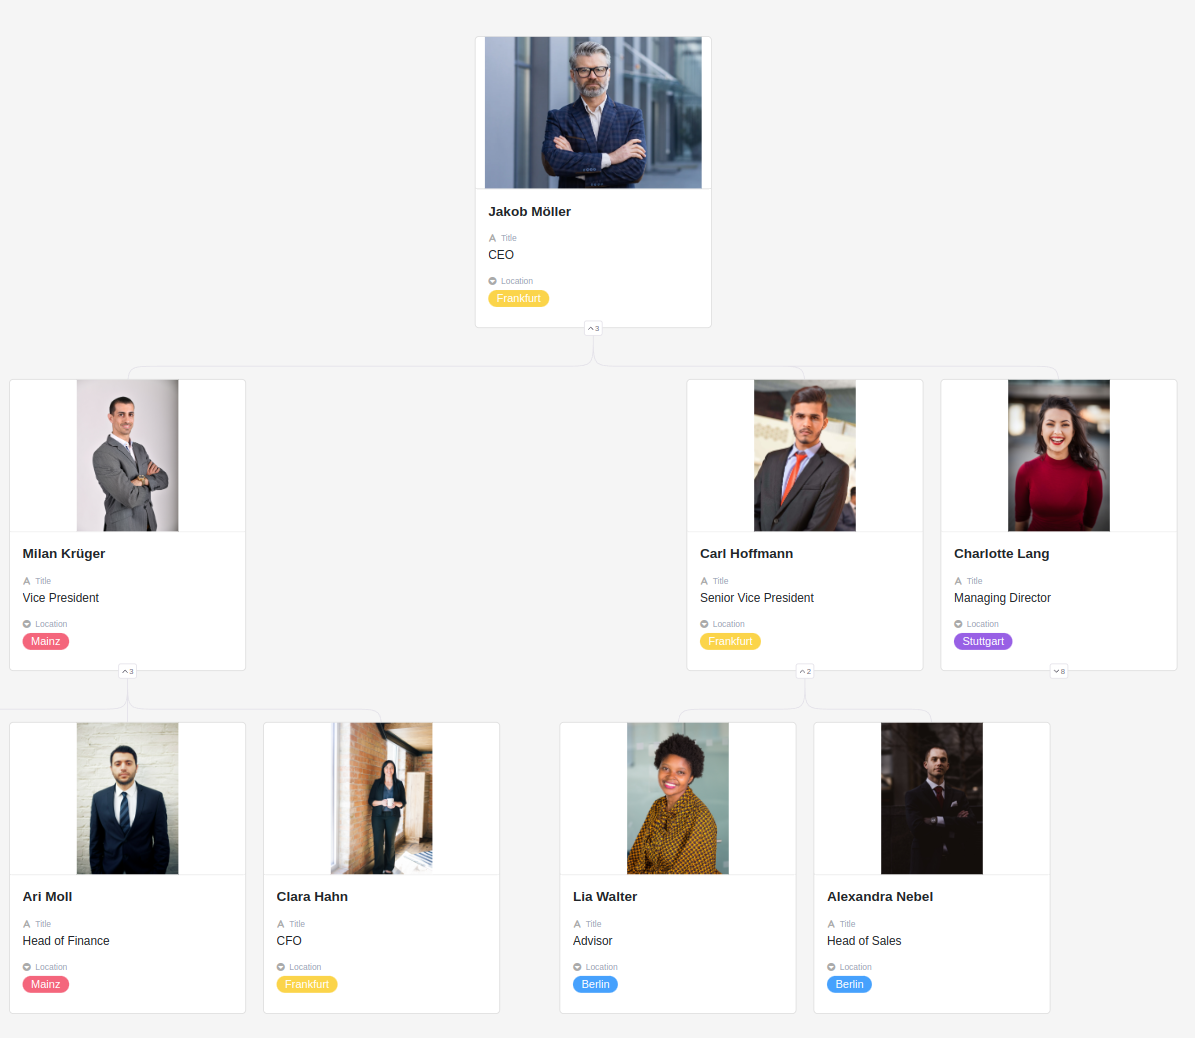 Jakob Möller
Title
CEO
Location
Frankfurt
3
Milan Krüger
Title
Vice President
Location
Mainz
3
Carl Hoffmann
Title
Senior Vice President
Location
Frankfurt
2
Charlotte Lang
Title
Managing Director
Location
Stuttgart
8
Ari Moll
Title
Head of Finance
Location
Mainz
Clara Hahn
Title
CFO
Location
Frankfurt
Lia Walter
Title
Advisor
Location
Berlin
Alexandra Nebel
Title
Head of Sales
Location
Berlin